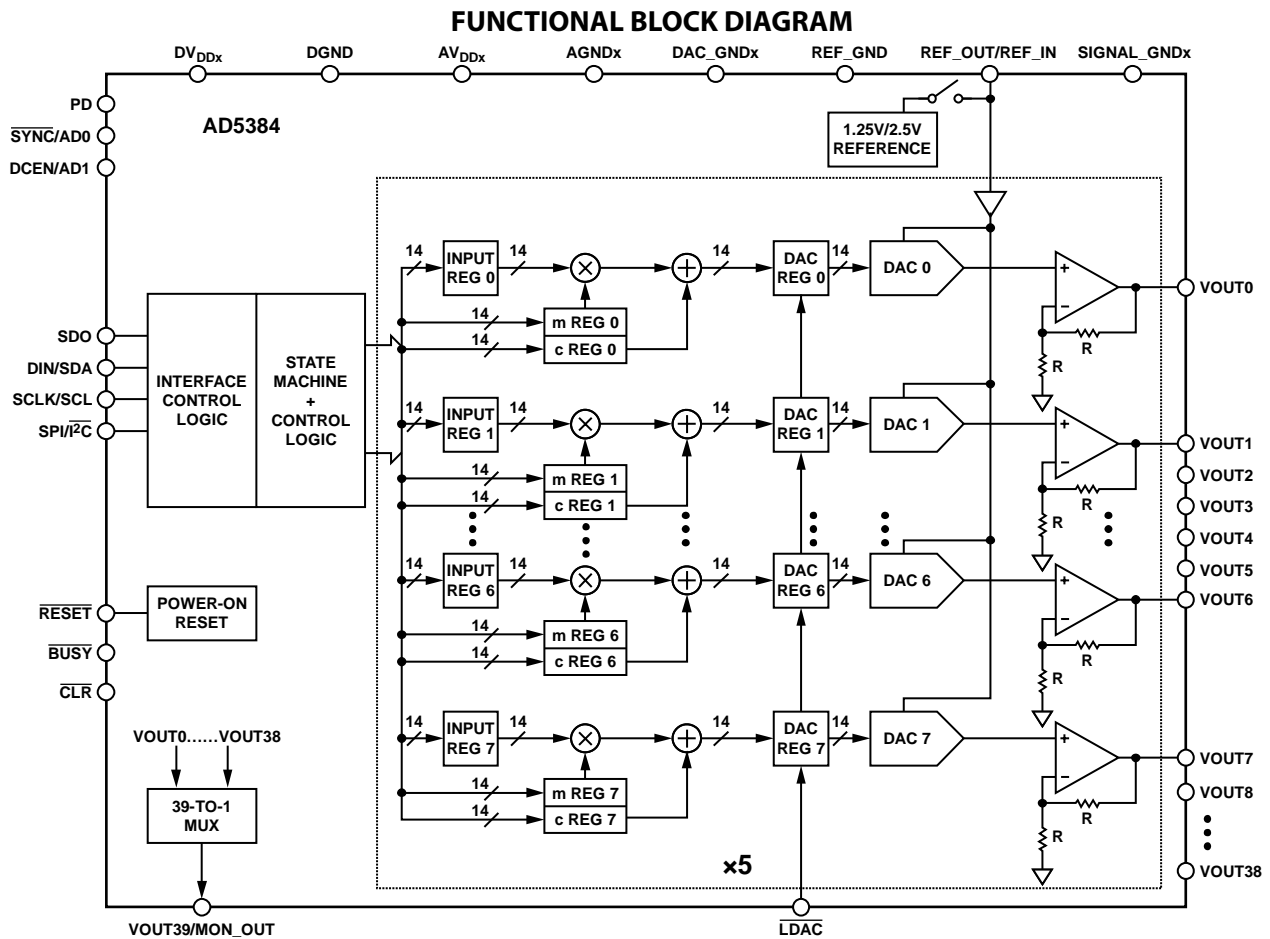 FUNCTIONAL BLOCK DIAGRAM
DVDDx
DGND
AVDDx
AGNDx
DAC_GNDx
REF_GND
REF_OUT/REF_IN
SIGNAL_GNDx
PD
SYNC/AD0
DCEN/AD1
AD5384
1.25V/2.5V
REFERENCE
14
INPUT
REG 0
14
14
DAC
REG 0
14
DAC 0
+
–
VOUT0
14
m REG 0
14
c REG 0
R
R
SDO
DIN/SDA
SCLK/SCL
SPI/I2C
INTERFACE
CONTROL
LOGIC
STATE
MACHINE
+
CONTROL
LOGIC
14
INPUT
REG 1
14
14
DAC
REG 1
14
DAC 1
+
–
VOUT1
14
m REG 1
14
c REG 1
R
R
VOUT2
VOUT3
VOUT4
VOUT5
14
INPUT
REG 6
14
14
DAC
REG 6
14
DAC 6
+
–
VOUT6
14
m REG 6
14
c REG 6
R
R
RESET
POWER-ON
RESET
BUSY
CLR
14
INPUT
REG 7
14
14
DAC
REG 7
14
DAC 7
+
–
VOUT7
14
m REG 7
14
c REG 7
R
R
VOUT8
VOUT38
VOUT0......VOUT38
39-TO-1
MUX
×5
VOUT39/MON_OUT
LDAC